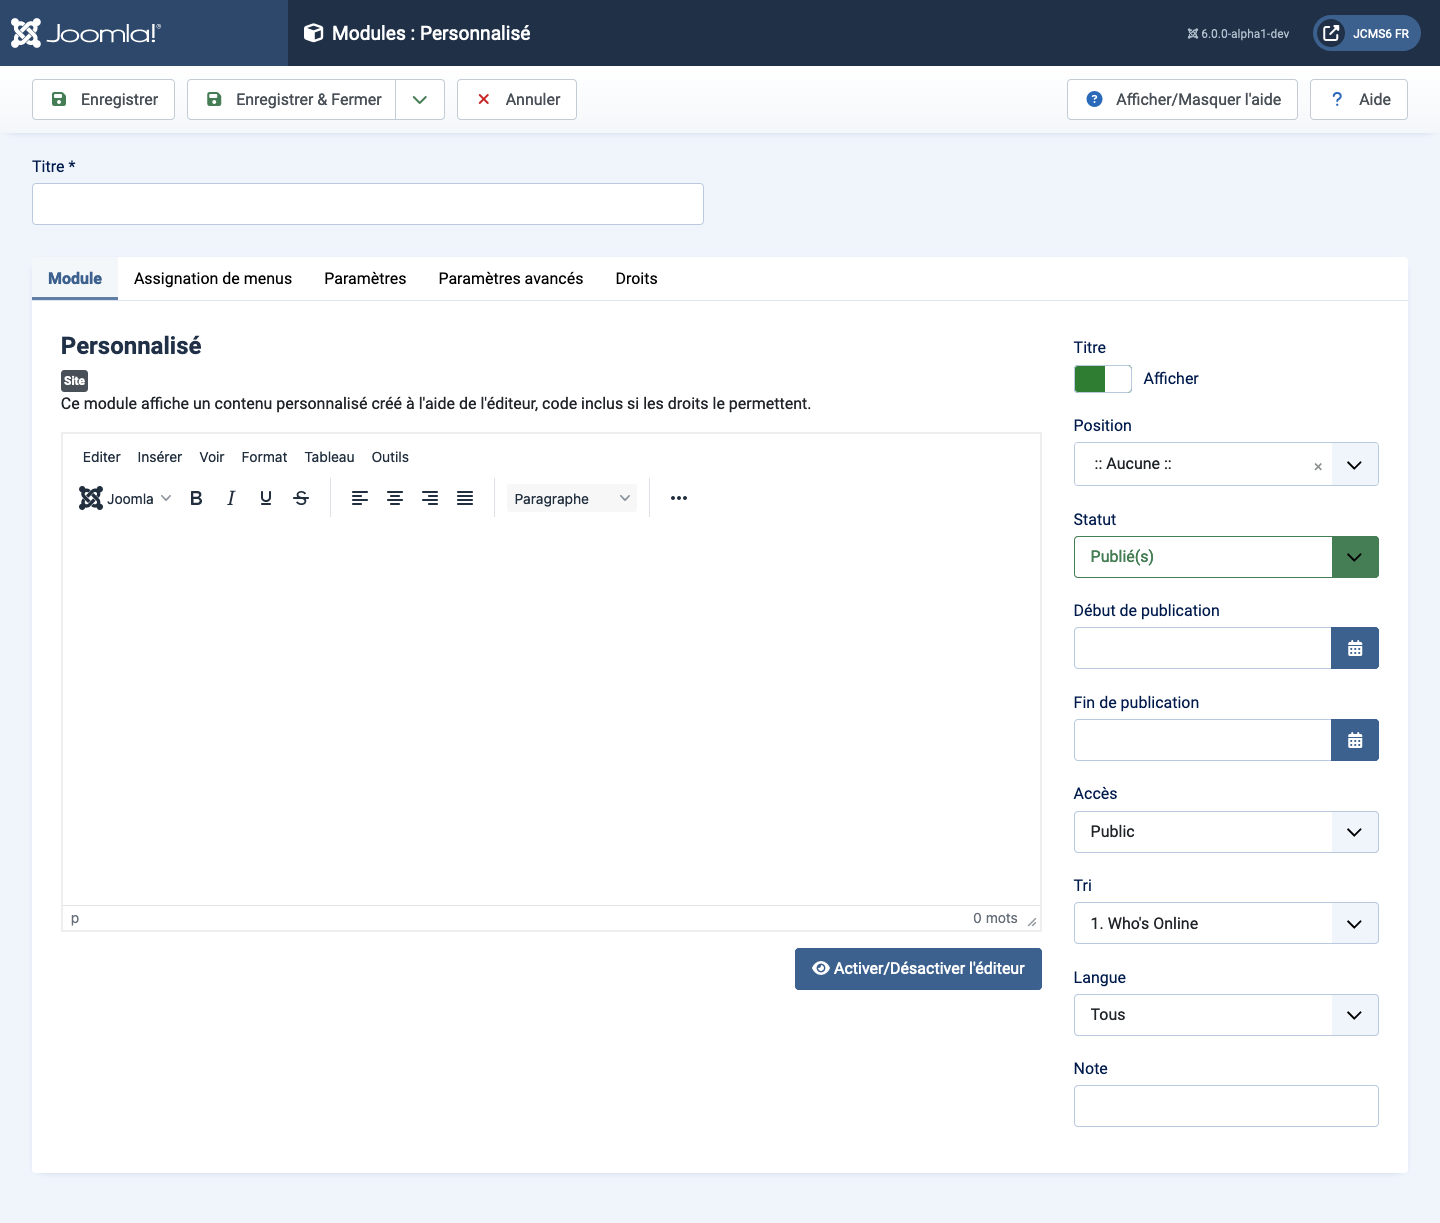 Joomla!®
Modules : Personnalisé
6.0.0-alpha1-dev
JCMS6 FR
Enregistrer
Enregistrer & Fermer
Annuler
Afficher/Masquer l'aide
? Aide
Titre *
Module
Assignation de menus
Paramètres
Paramètres avancés
Droits
Personnalisé
Site
Ce module affiche un contenu personnalisé créé à l'aide de l'éditeur, code inclus si les droits le permettent.
Editer
Insérer
Voir
Format
Tableau
Outils
Joomla
B
I
U
S
Paragraphe
p
0 mots
Activer/Désactiver l'éditeur
Titre
Afficher
Position
:: Aucune ::
Statut
Publié(s)
Début de publication
Fin de publication
Accès
Public
Tri
1. Who's Online
Langue
Tous
Note